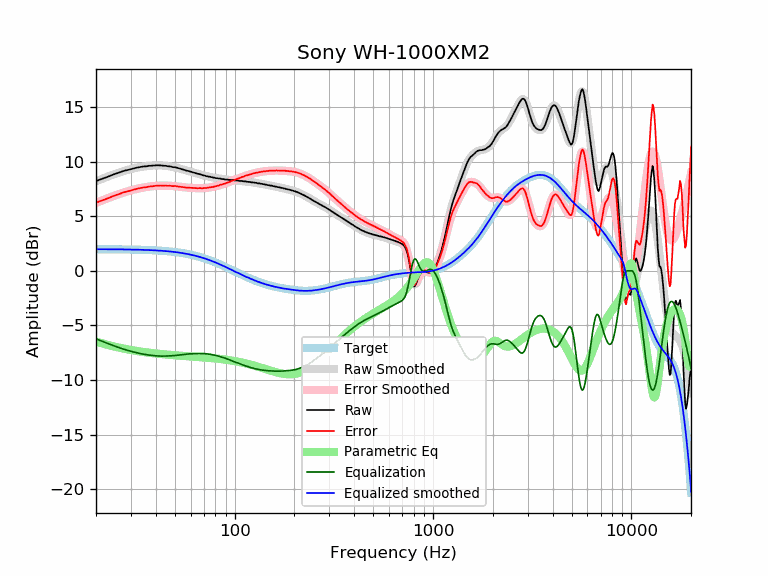 Sony WH-1000XM2
Amplitude (dBr)
15
10
5
0
−5
−10
−15
−20
Target
Raw Smoothed
Error Smoothed
Raw
Error
Parametric Eq
Equalization
Equalized smoothed
100
1000
10000
Frequency (Hz)